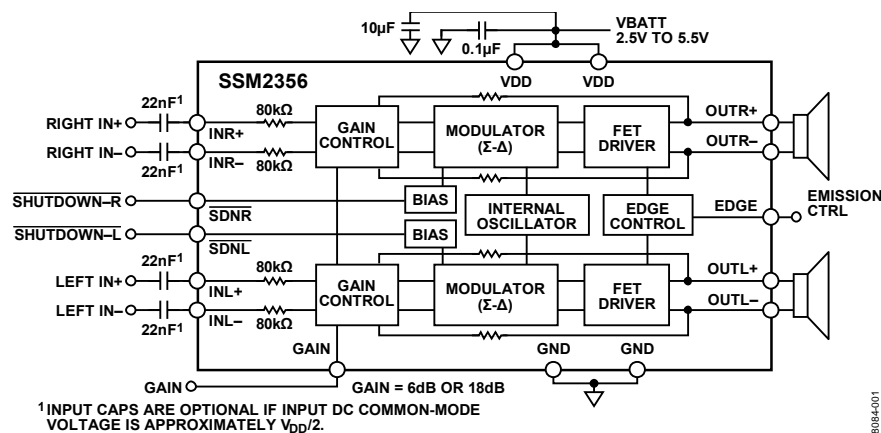 10µF
0.1µF
VBATT
2.5V TO 5.5V
SSM2356
VDD
VDD
22nF1
80kΩ
RIGHT IN+
INR+
GAIN
CONTROL
MODULATOR
(Σ-Δ)
FET
DRIVER
OUTR+
RIGHT IN–
INR–
OUTR–
22nF1
80kΩ
SHUTDOWN–R
SDNR
BIAS
INTERNAL
OSCILLATOR
EDGE
CONTROL
EDGE
EMISSION
CTRL
SHUTDOWN–L
SDNL
BIAS
22nF1
80kΩ
LEFT IN+
INL+
GAIN
CONTROL
MODULATOR
(Σ-Δ)
FET
DRIVER
OUTL+
LEFT IN–
INL–
OUTL–
22nF1
80kΩ
GAIN
GND
GND
GAIN
GAIN = 6dB OR 18dB
1 INPUT CAPS ARE OPTIONAL IF INPUT DC COMMON-MODE
VOLTAGE IS APPROXIMATELY VDD/2.
8084-001